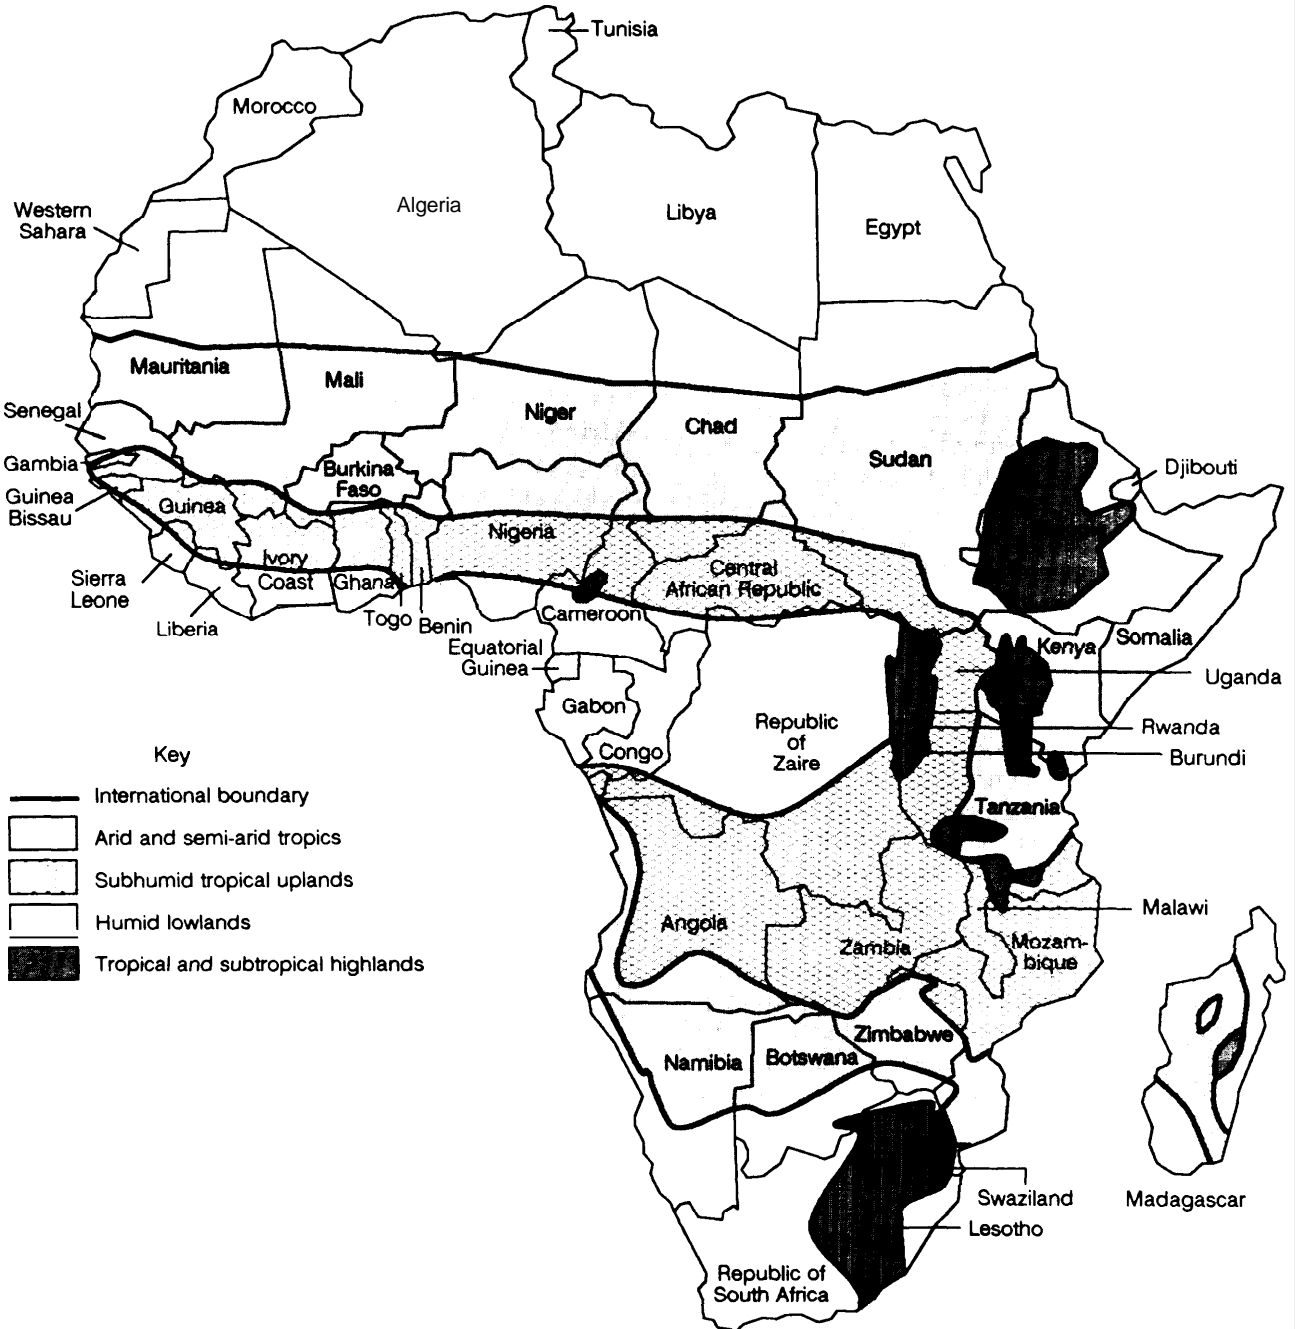 Tunisia
Morocco
Algeria
Libya
Egypt
Western
Sahara
Mauritania
Mali
Niger
Chad
Sudan
Senegal
Gambia
Guinea
Bissau
Guinea
Burkina
Faso
Djibouti
Nigeria
Ivory
Coast
Ghana
Central
African Republic
Sierra
Leone
Liberia
Togo
Benin
Cameroon
Equatorial
Guinea
Kenya
Somalia
Uganda
Gabon
Congo
Republic
of
Zaire
Rwanda
Burundi
Tanzania
Key
International boundary
Arid and semi-arid tropics
Subhumid tropical uplands
Humid lowlands
Tropical and subtropical highlands
Angola
Zambia
Malawi
Mozam-
bique
Zimbabwe
Namibia
Botswana
Swaziland
Lesotho
Madagascar
Republic of
South Africa